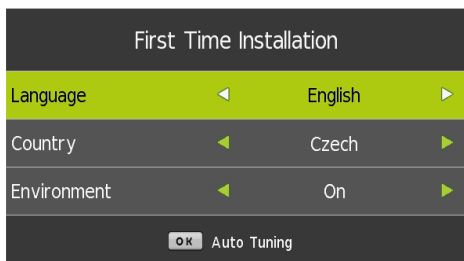 First Time Installation
Language English
Country Czech
Environment On
OK Auto Tuning